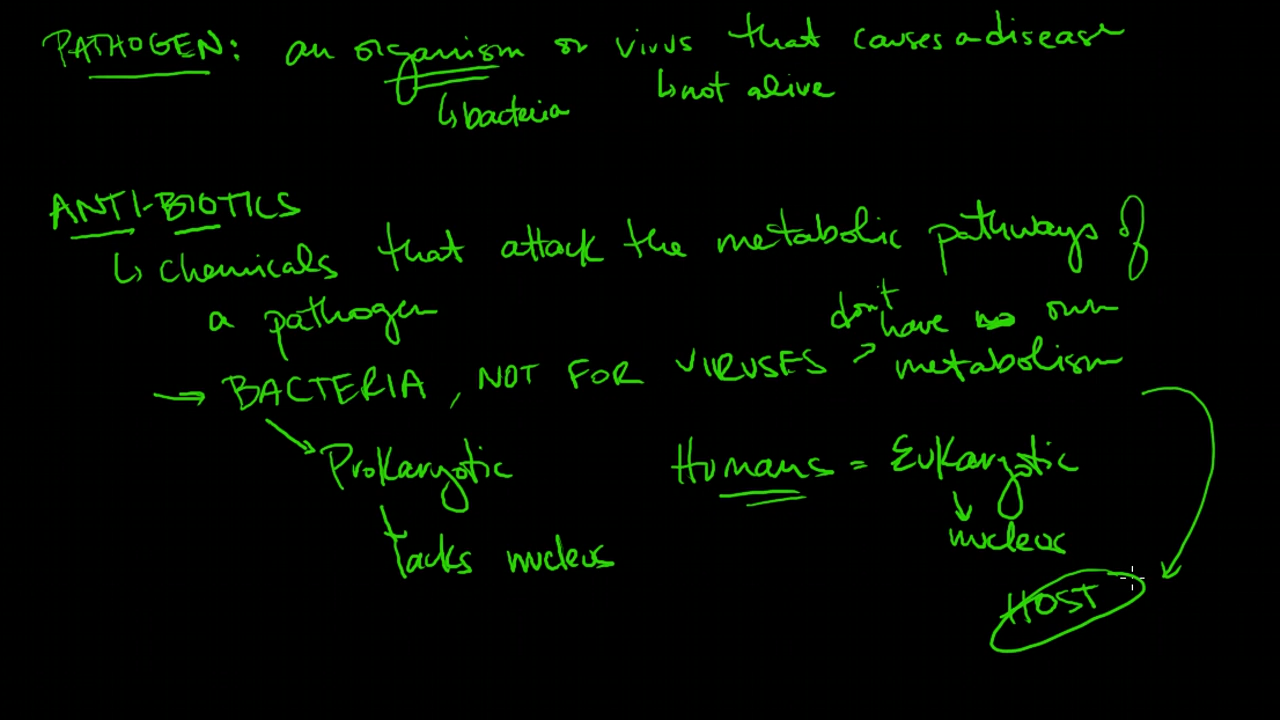 PATHOGEN: an organism or virus that causes a disease
↳ bacteria ↳ not alive
ANTI-BIOTICS
↳ chemicals that attack the metabolic pathways of
a pathogen
don't have own
→ BACTERIA, NOT FOR VIRUSES ↗ metabolism
Prokaryotic Humans = Eukaryotic
lacks nucleus nucleus
HOST